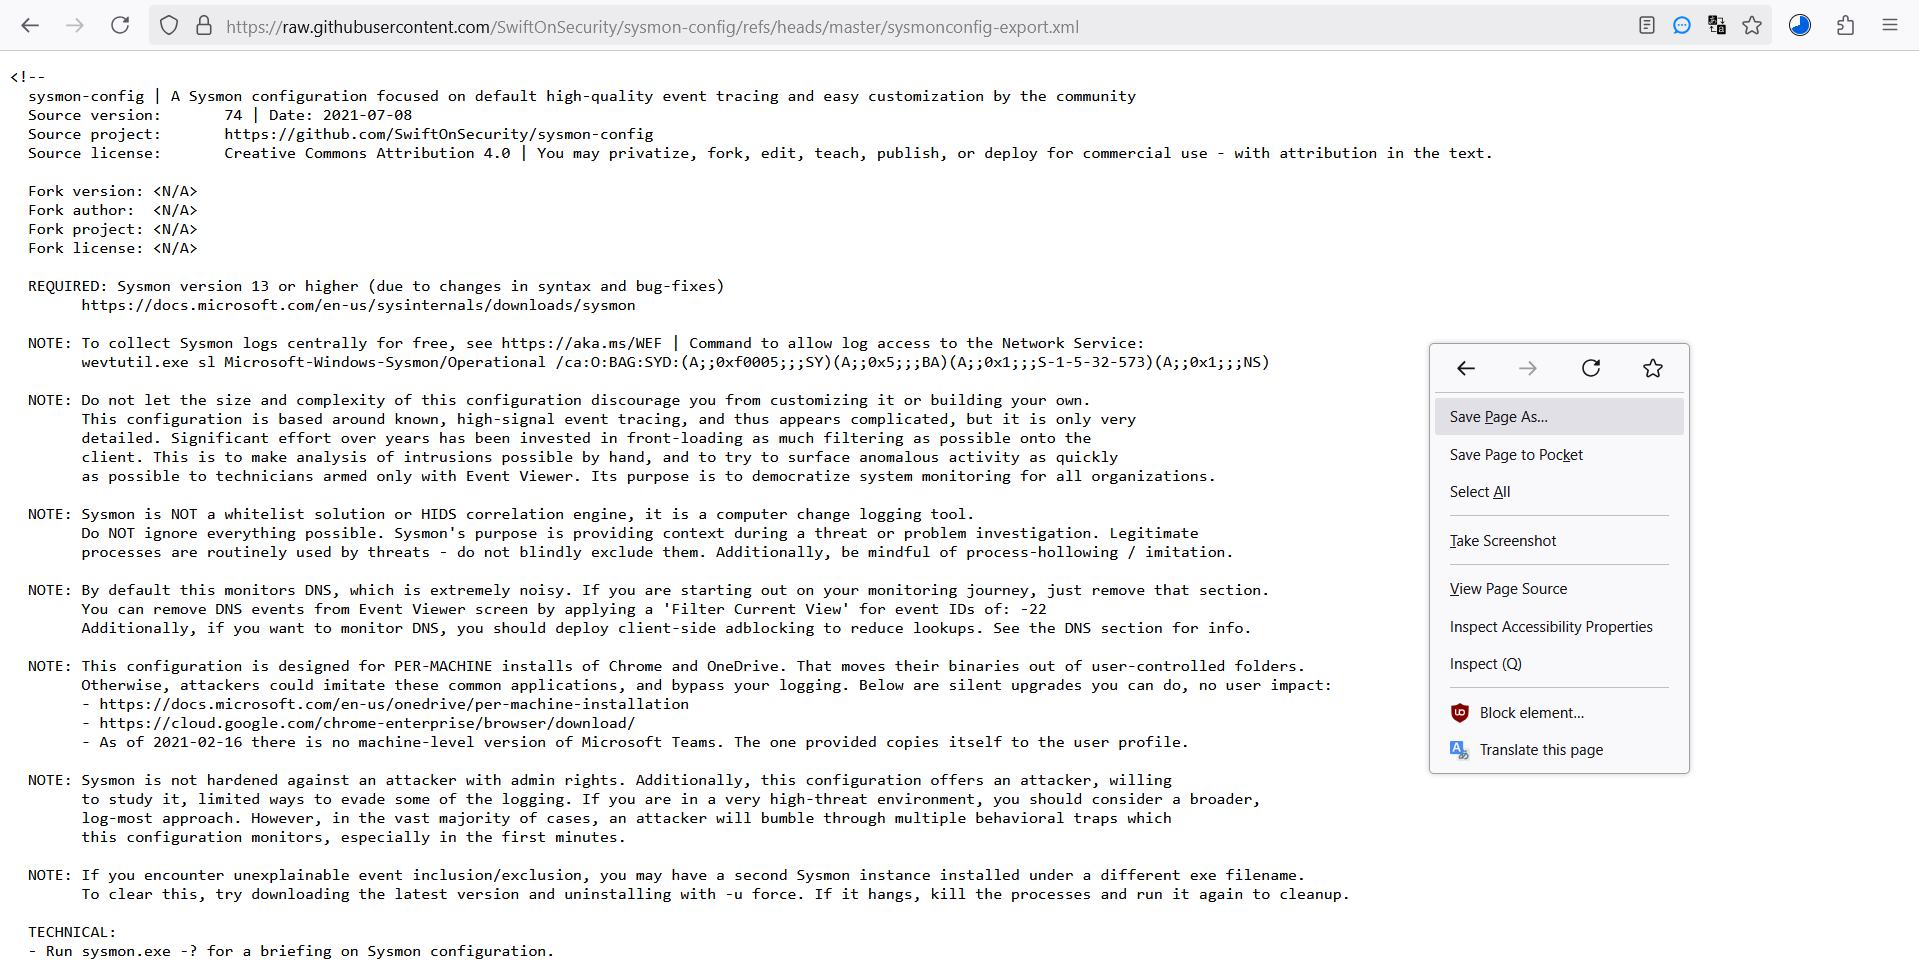 https://raw.githubusercontent.com/SwiftOnSecurity/sysmon-config/refs/heads/master/sysmonconfig-export.xml
<!--
sysmon-config | A Sysmon configuration focused on default high-quality event tracing and easy customization by the community
Source version: 74 | Date: 2021-07-08
Source project: https://github.com/SwiftOnSecurity/sysmon-config
Source license: Creative Commons Attribution 4.0 | You may privatize, fork, edit, teach, publish, or deploy for commercial use - with attribution in the text.
Fork version: <N/A>
Fork author: <N/A>
Fork project: <N/A>
Fork license: <N/A>
REQUIRED: Sysmon version 13 or higher (due to changes in syntax and bug-fixes)
https://docs.microsoft.com/en-us/sysinternals/downloads/sysmon
NOTE: To collect Sysmon logs centrally for free, see https://aka.ms/WEF | Command to allow log access to the Network Service:
wevtutil.exe sl Microsoft-Windows-Sysmon/Operational /ca:O:BAG:SYD:(A;;0xf0005;;;SY)(A;;0x5;;;BA)(A;;0x1;;;S-1-5-32-573)(A;;0x1;;;NS)
NOTE: Do not let the size and complexity of this configuration discourage you from customizing it or building your own.
This configuration is based around known, high-signal event tracing, and thus appears complicated, but it is only very
detailed. Significant effort over years has been invested in front-loading as much filtering as possible onto the
client. This is to make analysis of intrusions possible by hand, and to try to surface anomalous activity as quickly
as possible to technicians armed only with Event Viewer. Its purpose is to democratize system monitoring for all organizations.
NOTE: Sysmon is NOT a whitelist solution or HIDS correlation engine, it is a computer change logging tool.
Do NOT ignore everything possible. Sysmon's purpose is providing context during a threat or problem investigation. Legitimate
processes are routinely used by threats - do not blindly exclude them. Additionally, be mindful of process-hollowing / imitation.
NOTE: By default this monitors DNS, which is extremely noisy. If you are starting out on your monitoring journey, just remove that section.
You can remove DNS events from Event Viewer screen by applying a 'Filter Current View' for event IDs of: -22
Additionally, if you want to monitor DNS, you should deploy client-side adblocking to reduce lookups. See the DNS section for info.
NOTE: This configuration is designed for PER-MACHINE installs of Chrome and OneDrive. That moves their binaries out of user-controlled folders.
Otherwise, attackers could imitate these common applications, and bypass your logging. Below are silent upgrades you can do, no user impact:
- https://docs.microsoft.com/en-us/onedrive/per-machine-installation
- https://cloud.google.com/chrome-enterprise/browser/download/
- As of 2021-02-16 there is no machine-level version of Microsoft Teams. The one provided copies itself to the user profile.
NOTE: Sysmon is not hardened against an attacker with admin rights. Additionally, this configuration offers an attacker, willing
to study it, limited ways to evade some of the logging. If you are in a very high-threat environment, you should consider a broader,
log-most approach. However, in the vast majority of cases, an attacker will bumble through multiple behavioral traps which
this configuration monitors, especially in the first minutes.
NOTE: If you encounter unexplainable event inclusion/exclusion, you may have a second Sysmon instance installed under a different exe filename.
To clear this, try downloading the latest version and uninstalling with -u force. If it hangs, kill the processes and run it again to cleanup.
TECHNICAL:
- Run sysmon.exe -? for a briefing on Sysmon configuration.
Save Page As...
Save Page to Pocket
Select All
Take Screenshot
View Page Source
Inspect Accessibility Properties
Inspect (Q)
Block element...
Translate this page